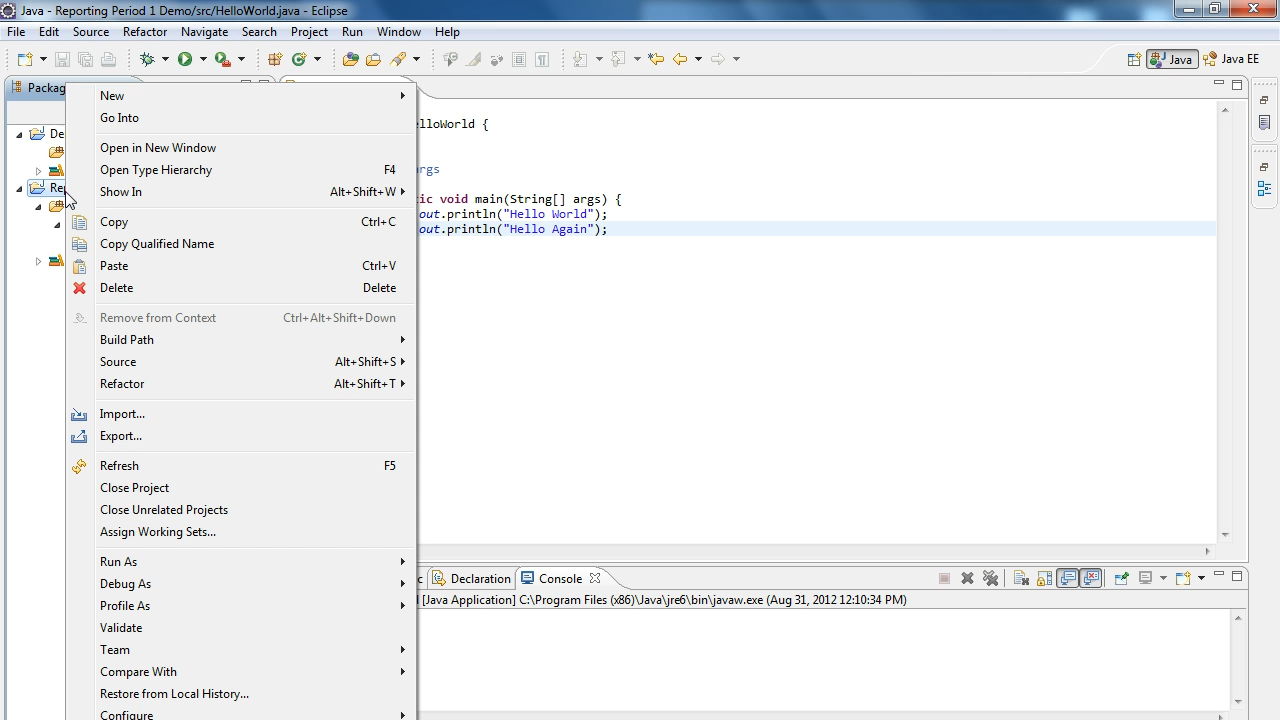 Java - Reporting Period 1 Demo/src/HelloWorld.java - Eclipse
File Edit Source Refactor Navigate Search Project Run Window Help
Java Java EE
Packag
De
Rep
New
Go Into
Open in New Window
Open Type Hierarchy F4
Show In Alt+Shift+W
Copy Ctrl+C
Copy Qualified Name
Paste Ctrl+V
Delete Delete
Remove from Context Ctrl+Alt+Shift+Down
Build Path
Source Alt+Shift+S
Refactor Alt+Shift+T
Import...
Export...
Refresh F5
Close Project
Close Unrelated Projects
Assign Working Sets...
Run As
Debug As
Profile As
Validate
Team
Compare With
Restore from Local History...
Configure
elloWorld {
rgs
tic void main(String[] args) {
out.println("Hello World");
out.println("Hello Again");
c Declaration Console
[Java Application] C:\Program Files (x86)\Java\jre6\bin\javaw.exe (Aug 31, 2012 12:10:34 PM)